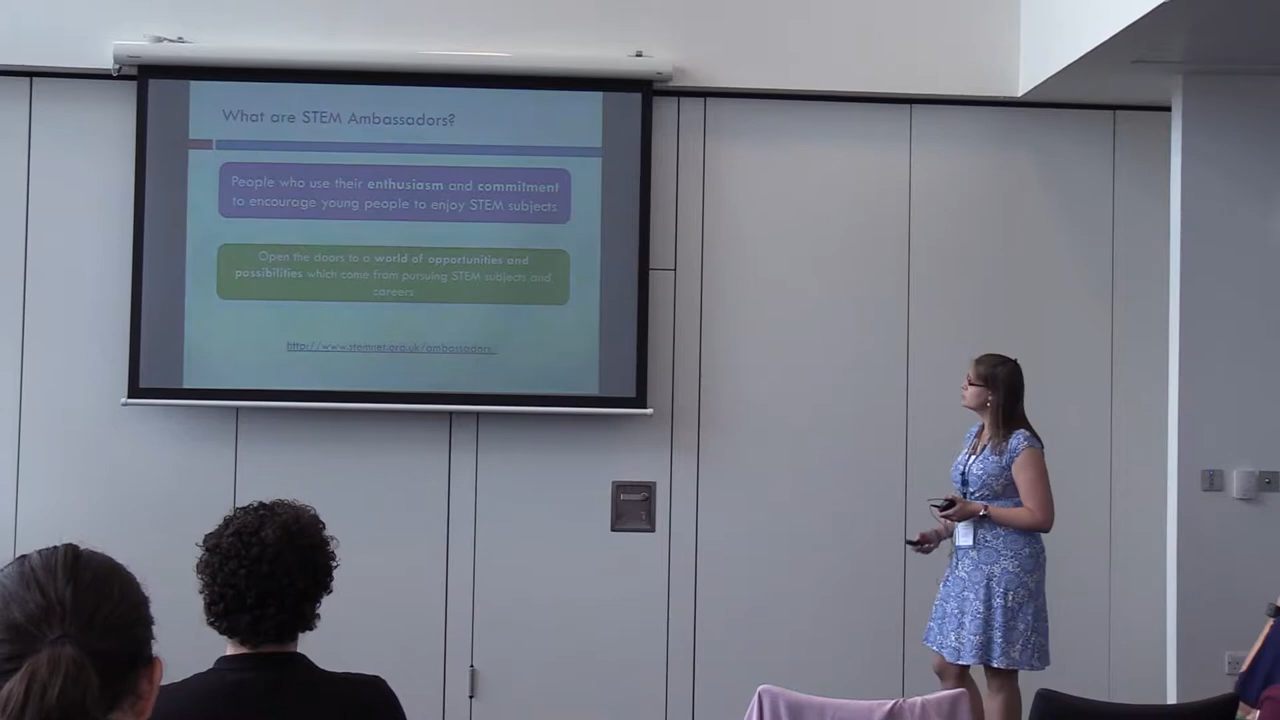 What are STEM Ambassadors?
People who use their enthusiasm and commitment
to encourage young people to enjoy STEM subjects
Open the doors to a world of opportunities and
possibilities which come from pursuing STEM subjects and
careers
http://www.stemnet.org.uk/ambassadors